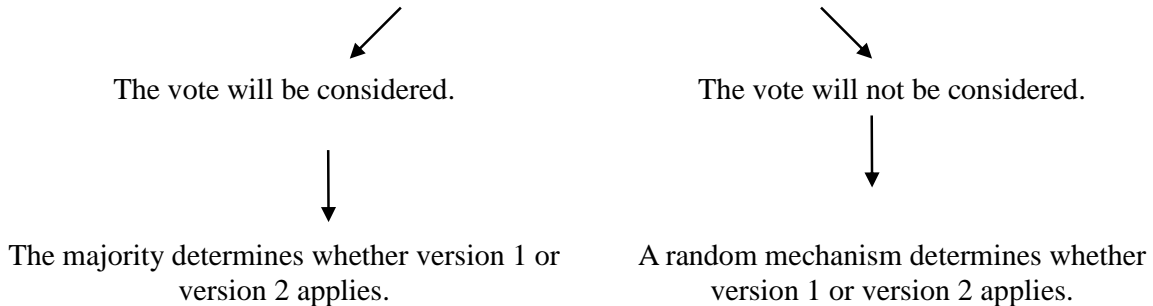 The vote will be considered.
The vote will not be considered.
The majority determines whether version 1 or
version 2 applies.
A random mechanism determines whether
version 1 or version 2 applies.